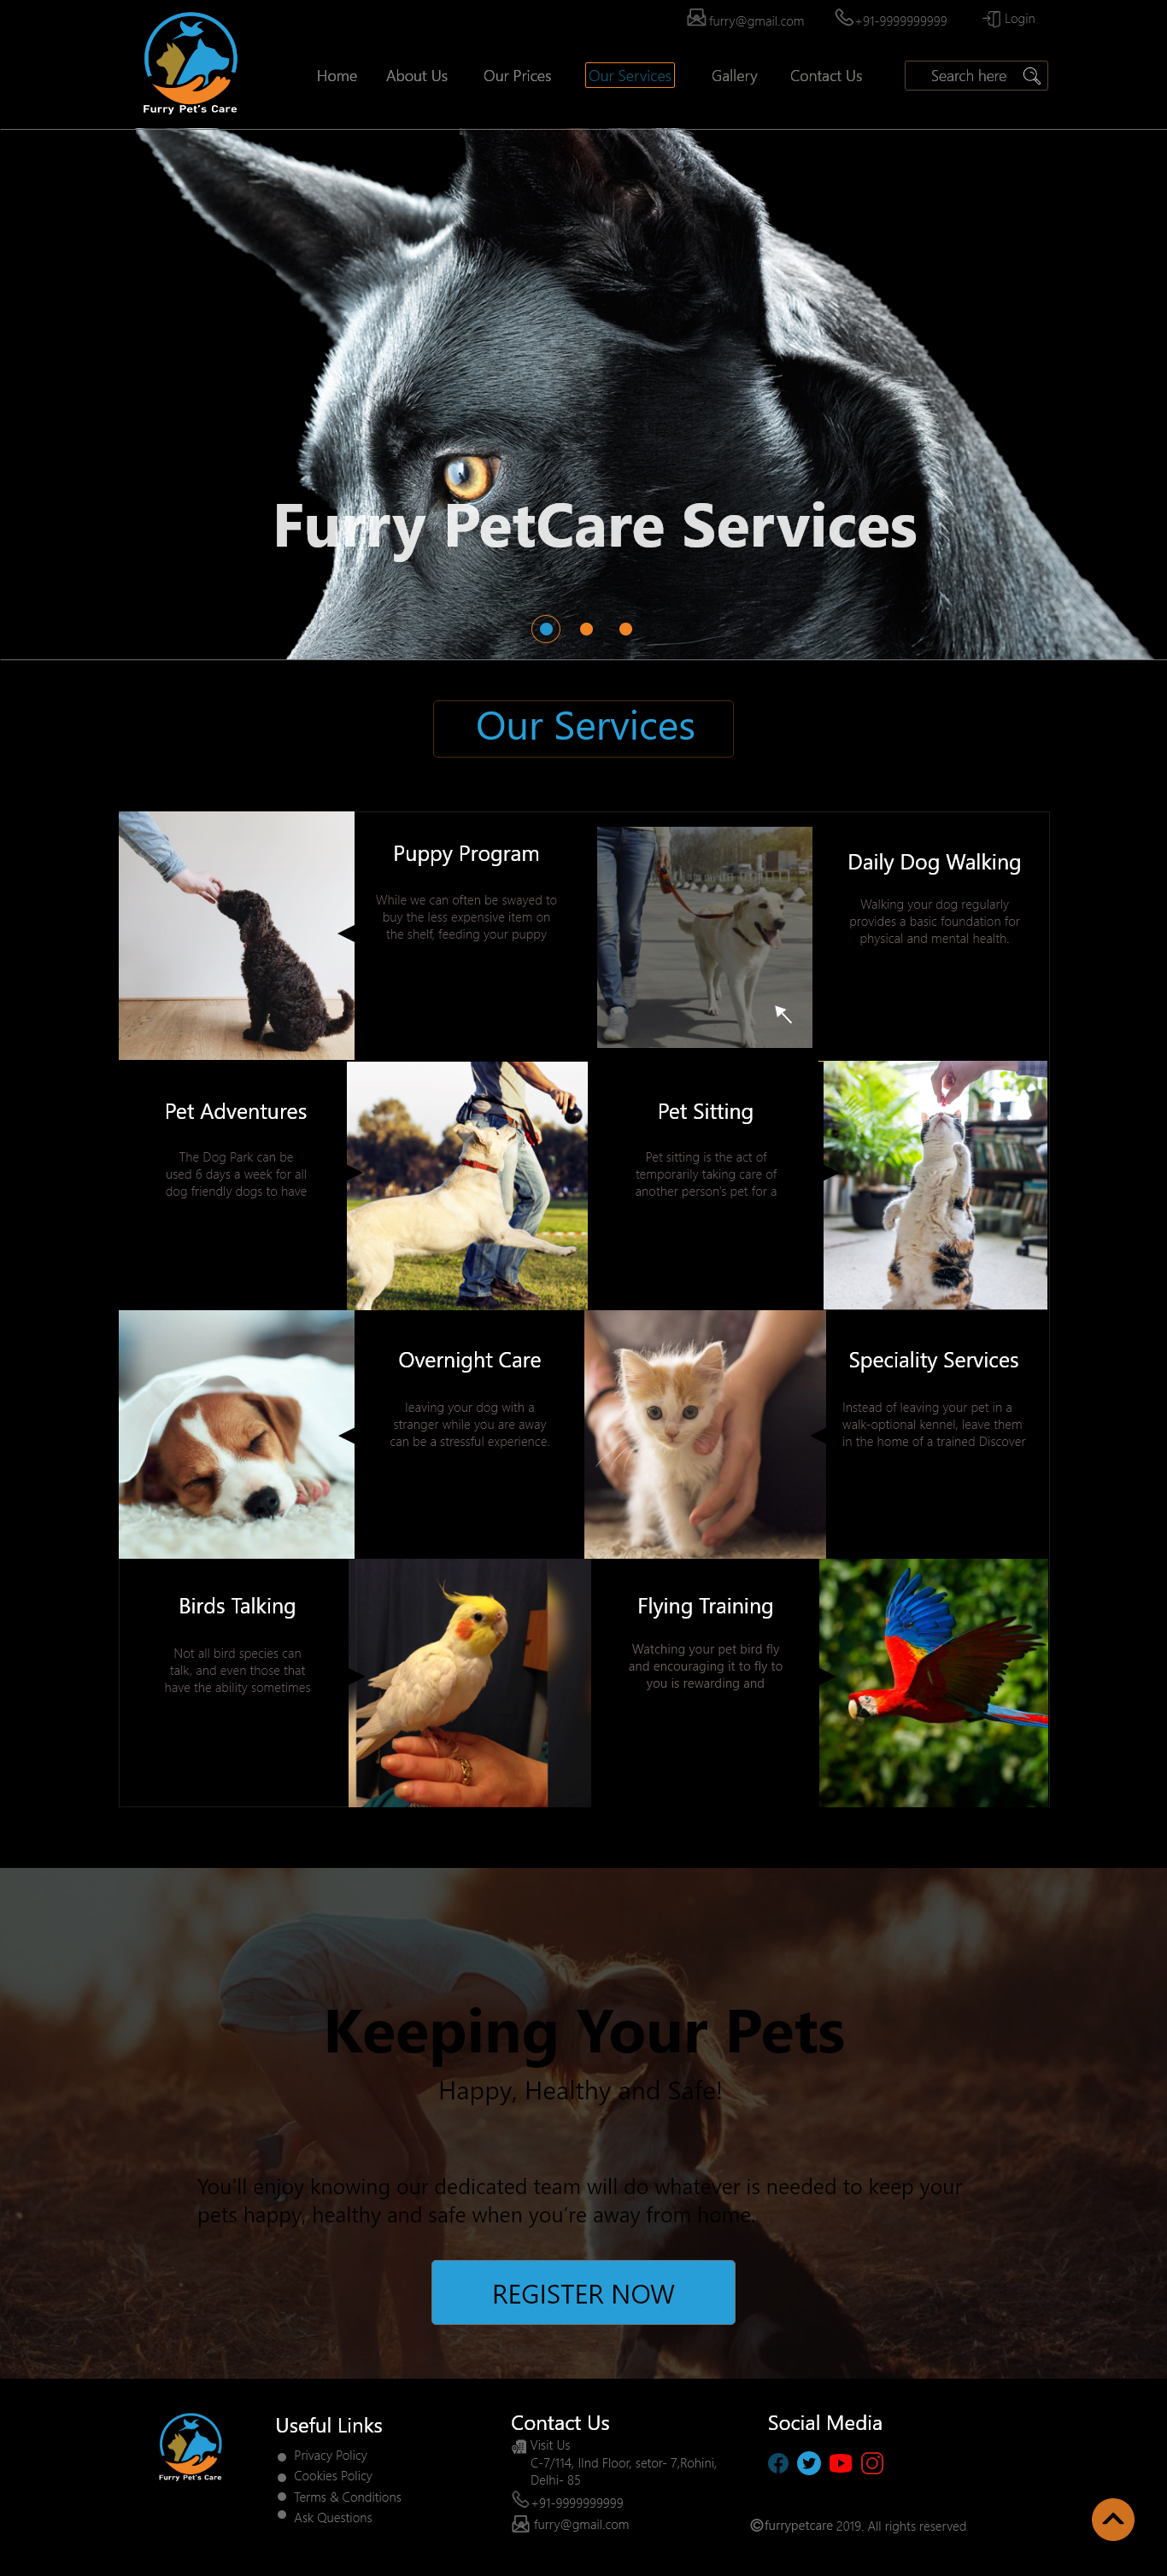 furry@gmail.com
+91-9999999999
Login
Furry Pet's Care
Home
About Us
Our Prices
Our Services
Gallery
Contact Us
Search here
Furry PetCare Services
Our Services
Puppy Program
While we can often be swayed to
buy the less expensive item on
the shelf, feeding your puppy
Daily Dog Walking
Walking your dog regularly
provides a basic foundation for
physical and mental health.
Pet Adventures
The Dog Park can be
used 6 days a week for all
dog friendly dogs to have
Pet Sitting
Pet sitting is the act of
temporarily taking care of
another person's pet for a
Overnight Care
leaving your dog with a
stranger while you are away
can be a stressful experience.
Speciality Services
Instead of leaving your pet in a
walk-optional kennel, leave them
in the home of a trained Discover
Birds Talking
Not all bird species can
talk, and even those that
have the ability sometimes
Flying Training
Watching your pet bird fly
and encouraging it to fly to
you is rewarding and
Keeping Your Pets
Happy, Healthy and Safe!
You'll enjoy knowing our dedicated team will do whatever is needed to keep your
pets happy, healthy and safe when you're away from home.
REGISTER NOW
Furry Pet's Care
Useful Links
Privacy Policy
Cookies Policy
Terms & Conditions
Ask Questions
Contact Us
Visit Us
C-7/114, IInd Floor, setor- 7,Rohini,
Delhi- 85
+91-9999999999
furry@gmail.com
Social Media
©furrypetcare 2019. All rights reserved